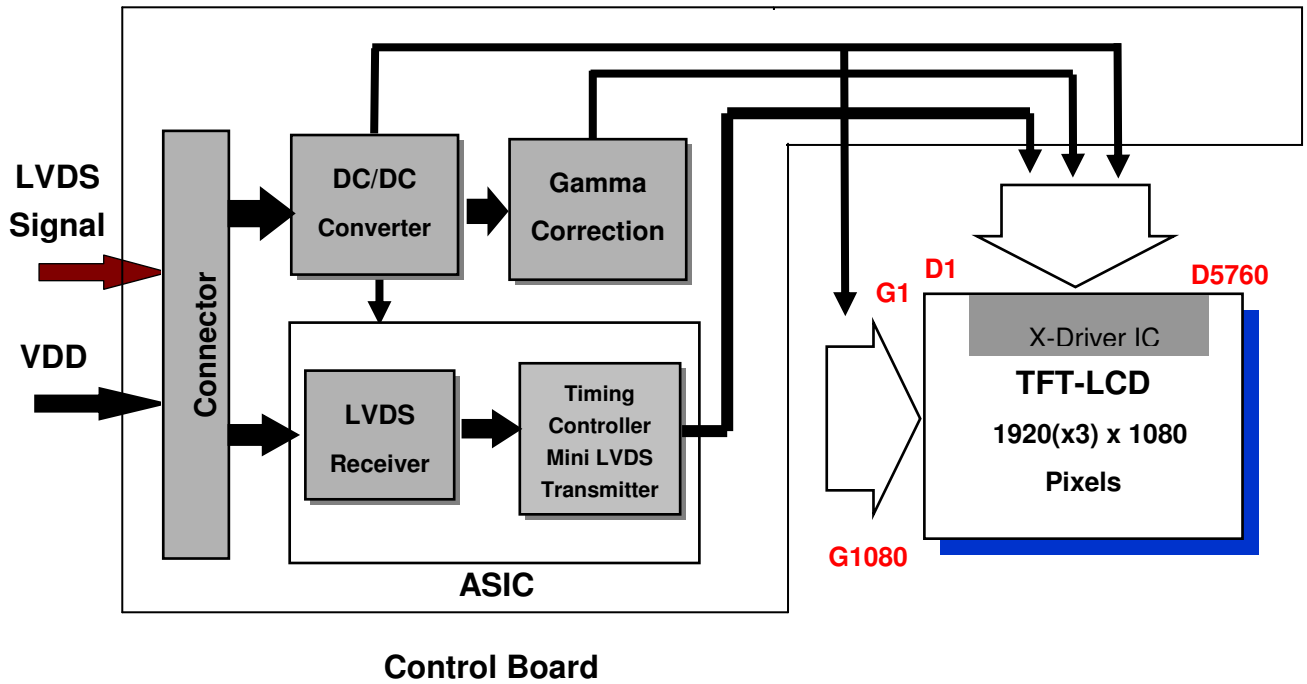 LVDS
Signal
VDD
Connector
DC/DC
Converter
Gamma
Correction
LVDS
Receiver
Timing
Controller
Mini LVDS
Transmitter
ASIC
Control Board
G1
D1
D5760
X-Driver IC
TFT-LCD
1920(x3) x 1080
Pixels
G1080